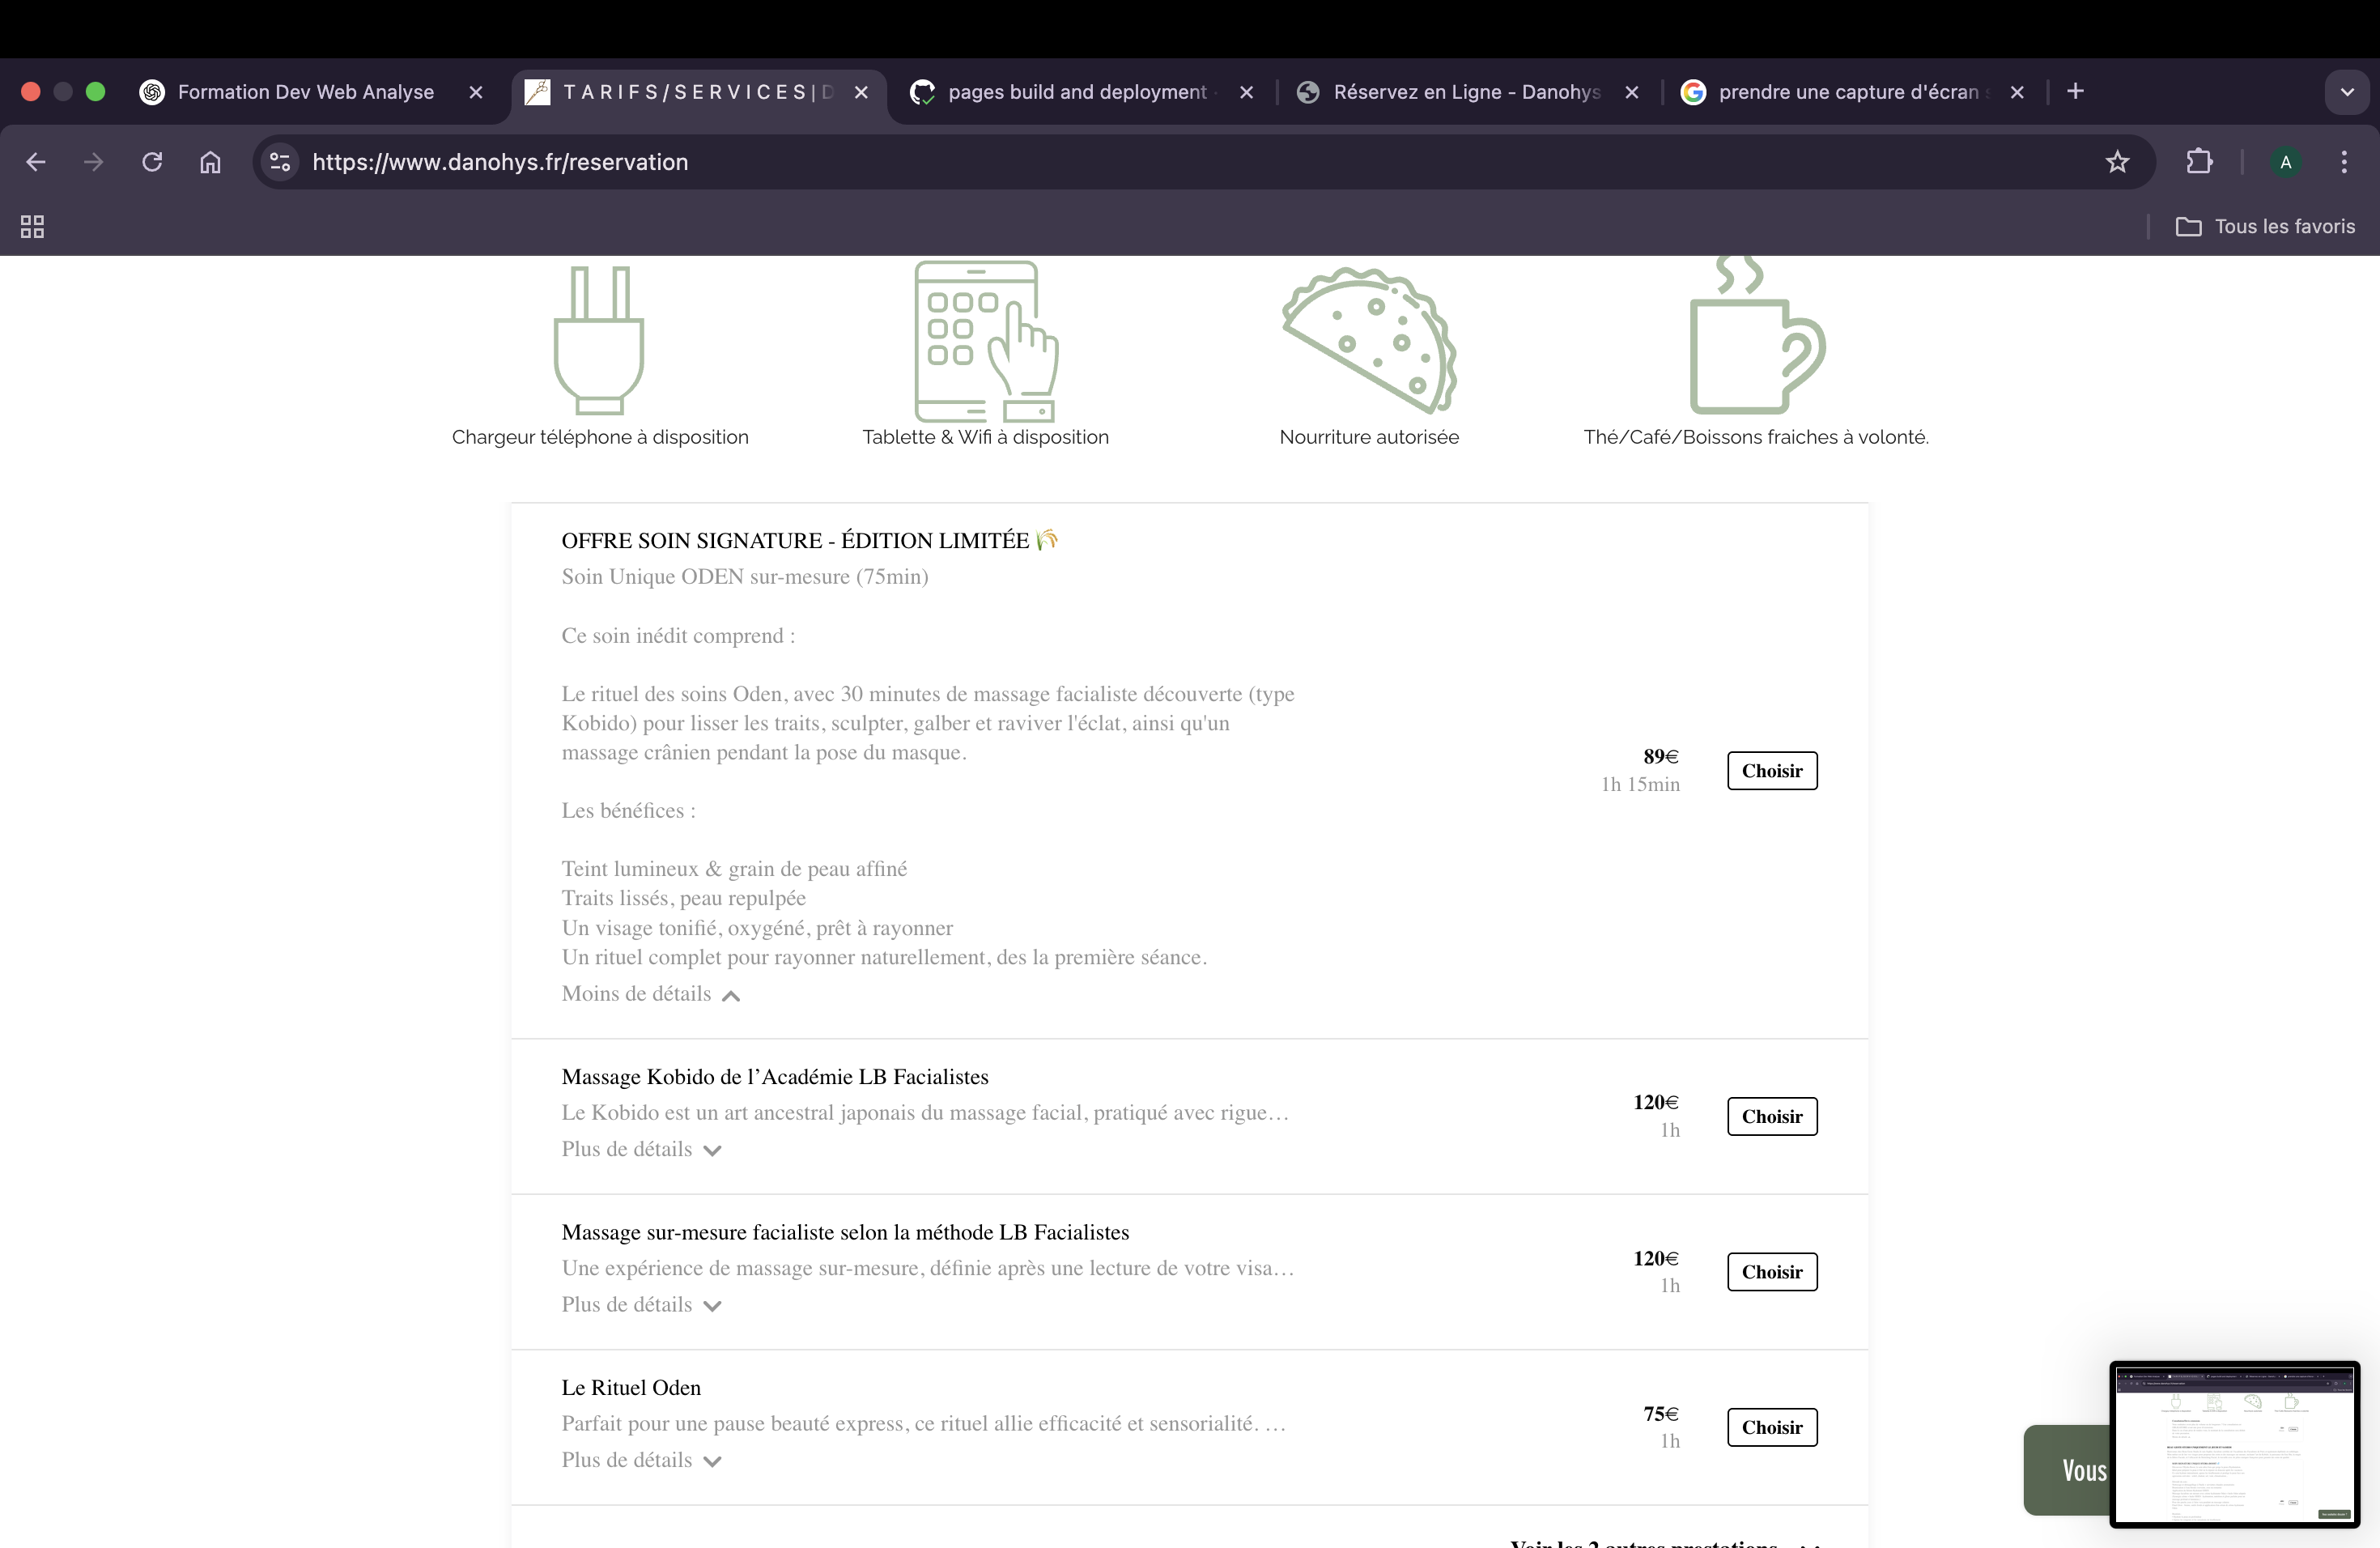 Formation Dev Web Analyse
T A R I F S / S E R V I C E S | D
pages build and deployment
Réservez en Ligne - Danohys
prendre une capture d'écran
https://www.danohys.fr/reservation
A
Tous les favoris
Chargeur téléphone à disposition
Tablette & Wifi à disposition
Nourriture autorisée
Thé/Café/Boissons fraiches à volonté.
OFFRE SOIN SIGNATURE - ÉDITION LIMITÉE 🌾
Soin Unique ODEN sur-mesure (75min)
Ce soin inédit comprend :
Le rituel des soins Oden, avec 30 minutes de massage facialiste découverte (type
Kobido) pour lisser les traits, sculpter, galber et raviver l'éclat, ainsi qu'un
massage crânien pendant la pose du masque.
89€
1h 15min
Choisir
Les bénéfices :
Teint lumineux & grain de peau affiné
Traits lissés, peau repulpée
Un visage tonifié, oxygéné, prêt à rayonner
Un rituel complet pour rayonner naturellement, des la première séance.
Moins de détails
Massage Kobido de l’Académie LB Facialistes
Le Kobido est un art ancestral japonais du massage facial, pratiqué avec rigue…
Plus de détails
120€
1h
Choisir
Massage sur-mesure facialiste selon la méthode LB Facialistes
Une expérience de massage sur-mesure, définie après une lecture de votre visa…
Plus de détails
120€
1h
Choisir
Le Rituel Oden
Parfait pour une pause beauté express, ce rituel allie efficacité et sensorialité. …
Plus de détails
75€
1h
Choisir
Vous
Voir les 2 autres prestations